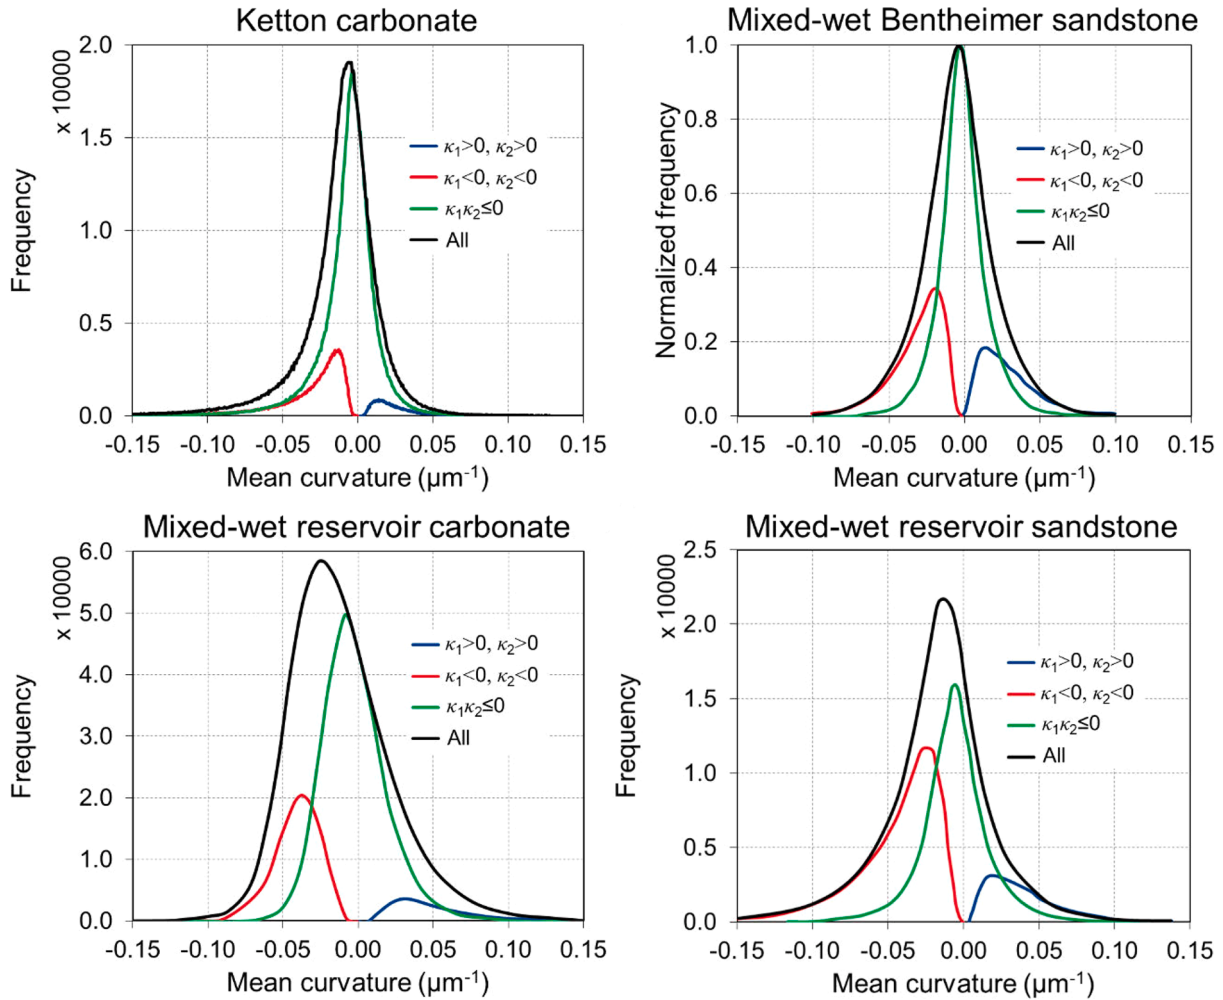 Ketton carbonate
x 10000
Frequency
2.0
1.5
1.0
0.5
0.0
κ1>0, κ2>0
κ1<0, κ2<0
κ1κ2≤0
All
-0.15 -0.10 -0.05 0.00 0.05 0.10 0.15
Mean curvature (μm-1)
Mixed-wet Bentheimer sandstone
Normalized frequency
1.0
0.8
0.6
0.4
0.2
0.0
κ1>0, κ2>0
κ1<0, κ2<0
κ1κ2≤0
All
-0.15 -0.10 -0.05 0.00 0.05 0.10 0.15
Mean curvature (μm-1)
Mixed-wet reservoir carbonate
x 10000
Frequency
6.0
5.0
4.0
3.0
2.0
1.0
0.0
κ1>0, κ2>0
κ1<0, κ2<0
κ1κ2≤0
All
-0.15 -0.10 -0.05 0.00 0.05 0.10 0.15
Mean curvature (μm-1)
Mixed-wet reservoir sandstone
x 10000
Frequency
2.5
2.0
1.5
1.0
0.5
0.0
κ1>0, κ2>0
κ1<0, κ2<0
κ1κ2≤0
All
-0.15 -0.10 -0.05 0.00 0.05 0.10 0.15
Mean curvature (μm-1)